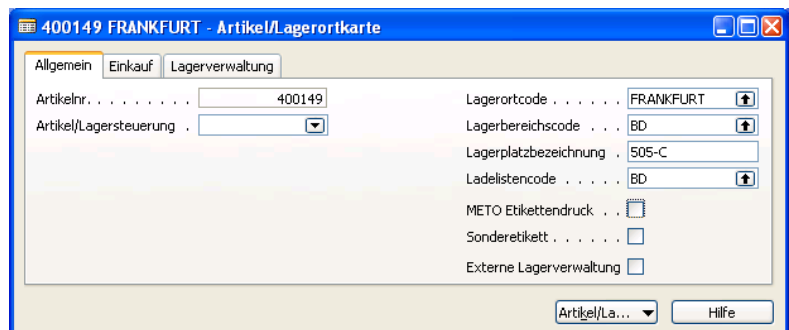 400149 FRANKFURT - Artikel/Lagerortkarte
Allgemein Einkauf Lagerverwaltung
Artikelnr. . . . . . . . . . 400149
Artikel/Lagersteuerung .
Lagerortcode . . . . . . FRANKFURT
Lagerbereichscode . . . BD
Lagerplatzbezeichnung . 505-C
Ladelistencode . . . . . BD
METO Etikettendruck . .
Sonderetikett . . . . . .
Externe Lagerverwaltung
Artikel/La... Hilfe